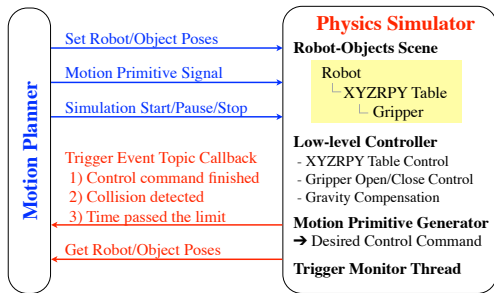 Motion Planner
Set Robot/Object Poses
Motion Primitive Signal
Simulation Start/Pause/Stop
Trigger Event Topic Callback
1) Control command finished
2) Collision detected
3) Time passed the limit
Get Robot/Object Poses
Physics Simulator
Robot-Objects Scene
Robot
XYZRPY Table
Gripper
Low-level Controller
- XYZRPY Table Control
- Gripper Open/Close Control
- Gravity Compensation
Motion Primitive Generator
➔ Desired Control Command
Trigger Monitor Thread